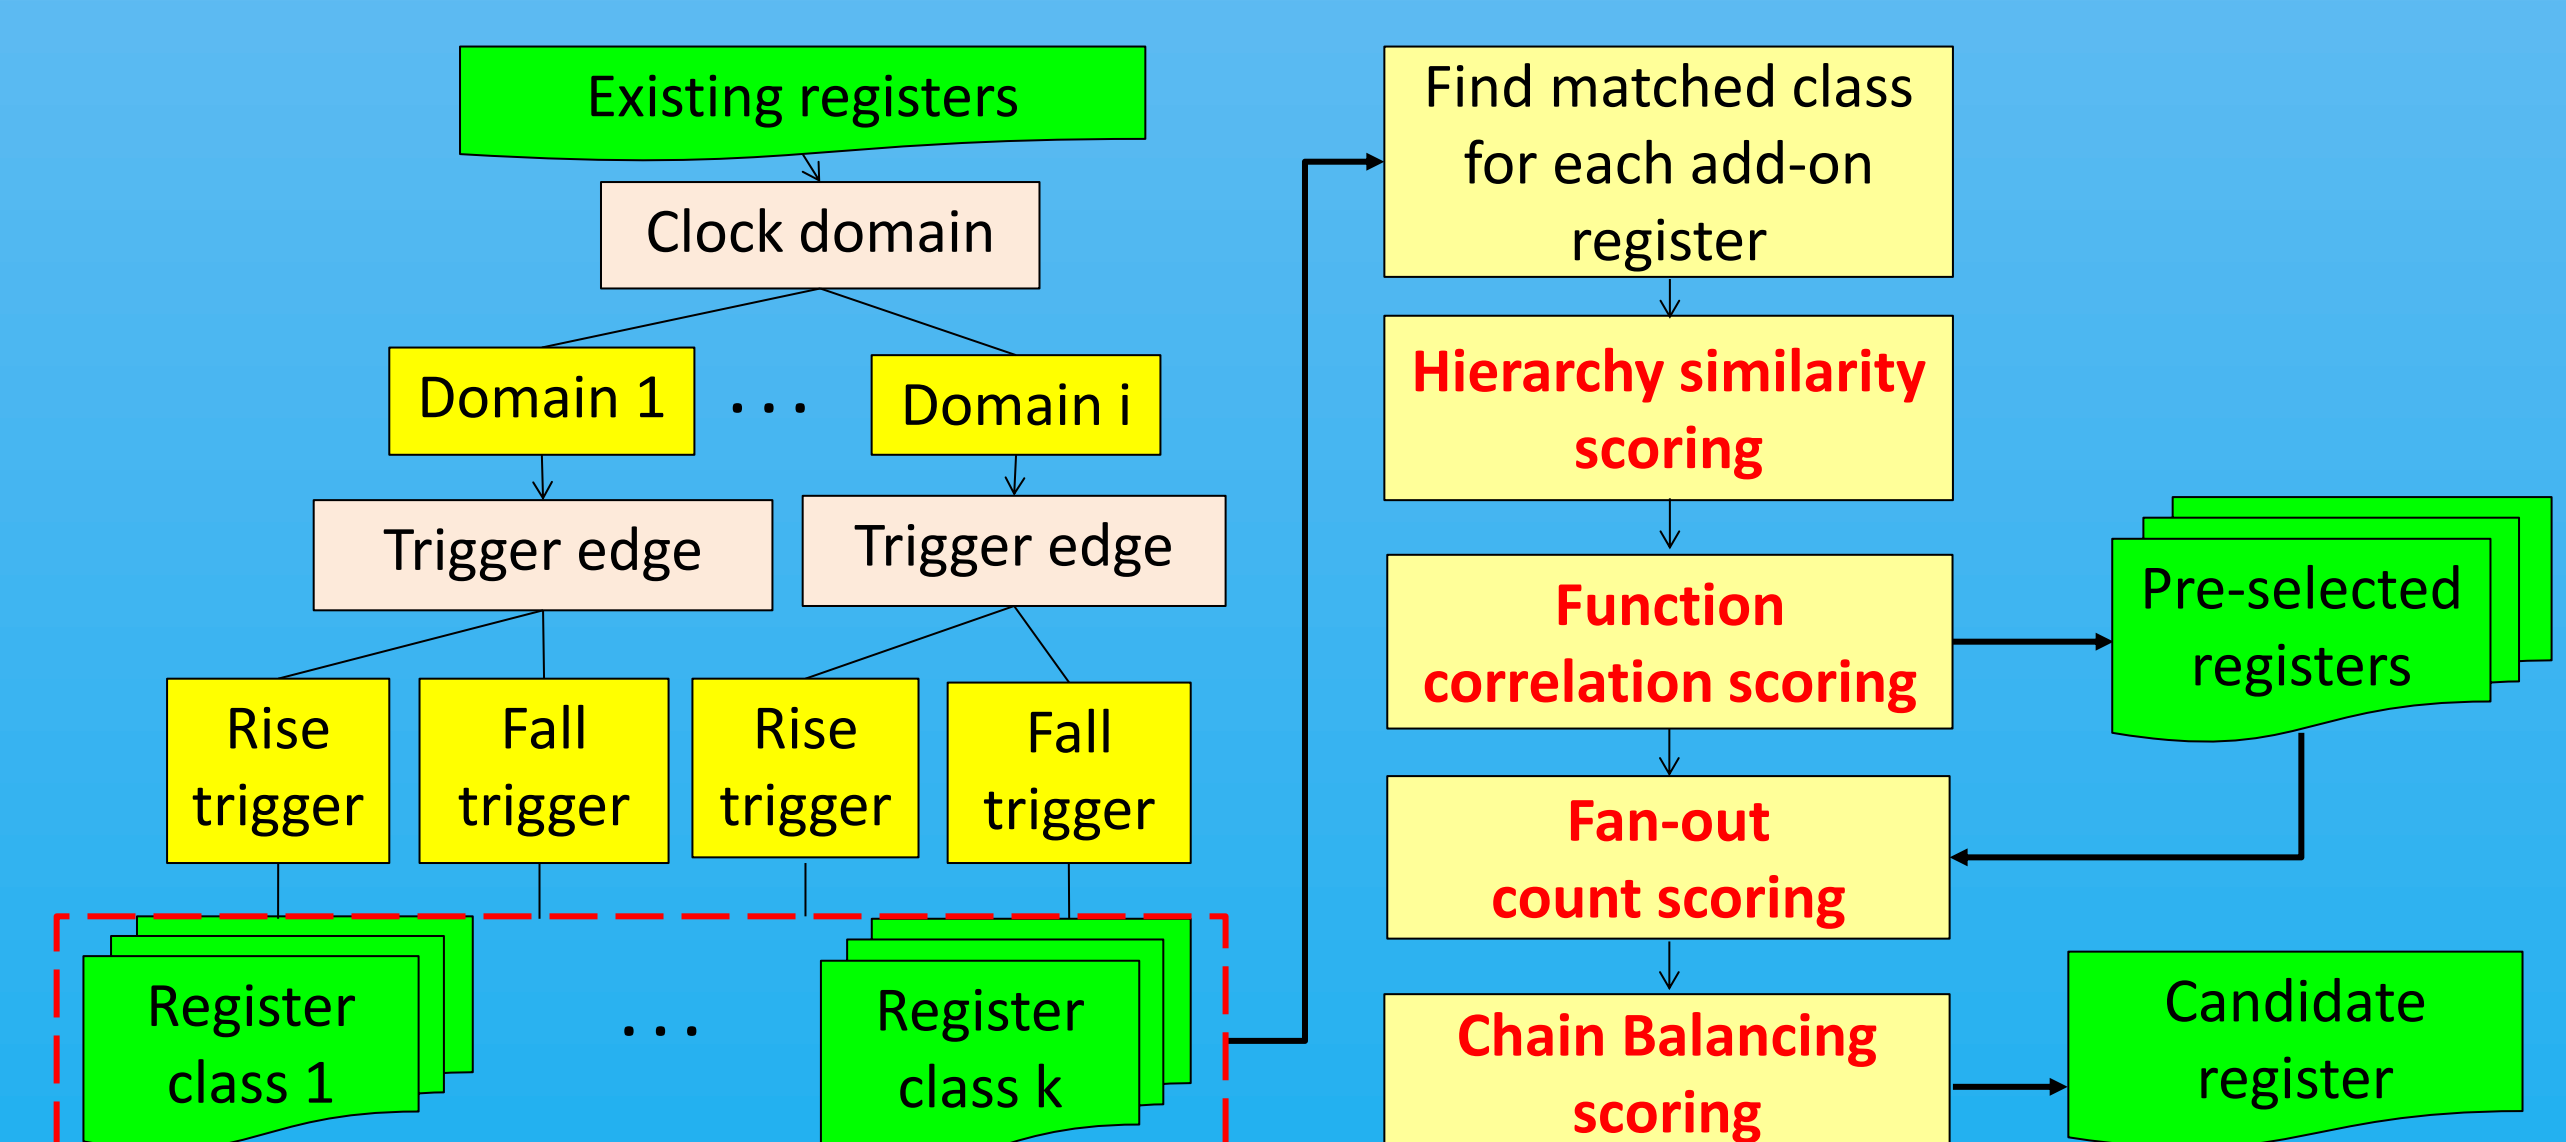 Existing registers
Clock domain
Domain 1
. . .
Domain i
Trigger edge
Trigger edge
Rise
trigger
Fall
trigger
Rise
trigger
Fall
trigger
Register
class 1
. . .
Register
class k
Find matched class
for each add-on
register
Hierarchy similarity
scoring
Function
correlation scoring
Pre-selected
registers
Fan-out
count scoring
Chain Balancing
scoring
Candidate
register